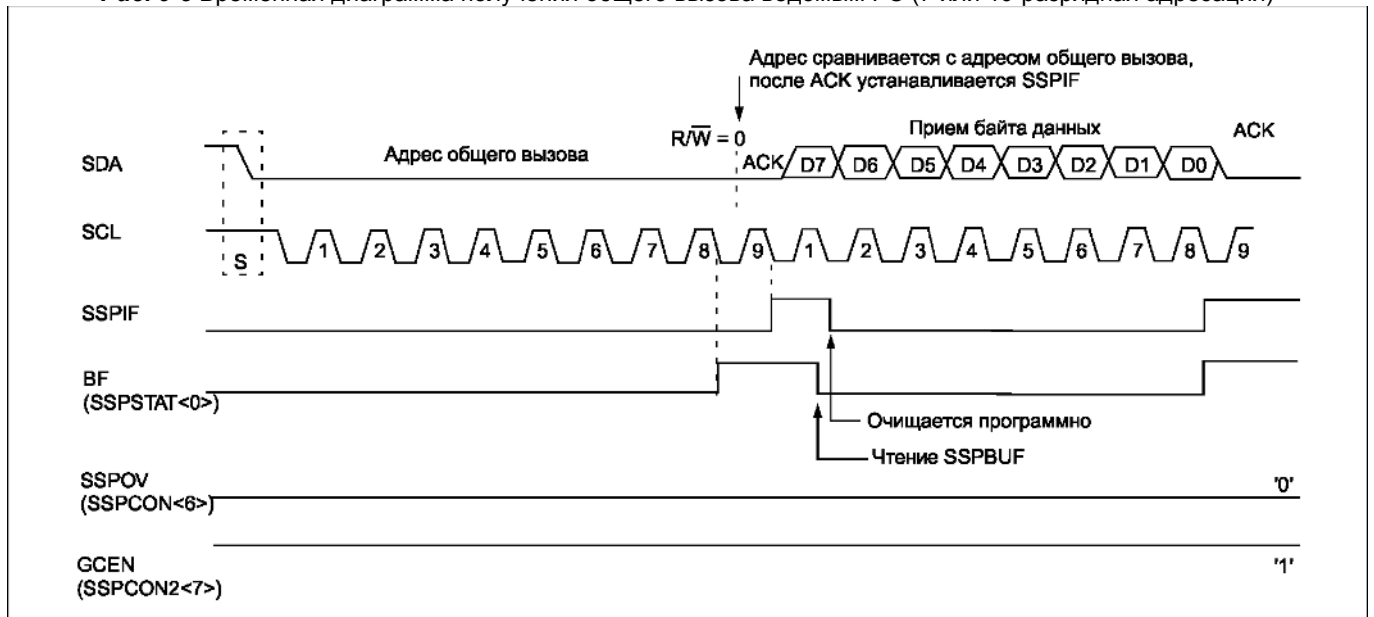 Адрес сравнивается с адресом общего вызова,
после ACK устанавливается SSPIF
R/W = 0
Прием байта данных
ACK
SDA
Адрес общего вызова
ACK D7 D6 D5 D4 D3 D2 D1 D0
SCL
S
1 2 3 4 5 6 7 8 9 1 2 3 4 5 6 7 8 9
SSPIF
BF
(SSPSTAT<0>)
Очищается программно
Чтение SSPBUF
SSPOV
(SSPCON<6>)
'0'
GCEN
(SSPCON2<7>)
'1'